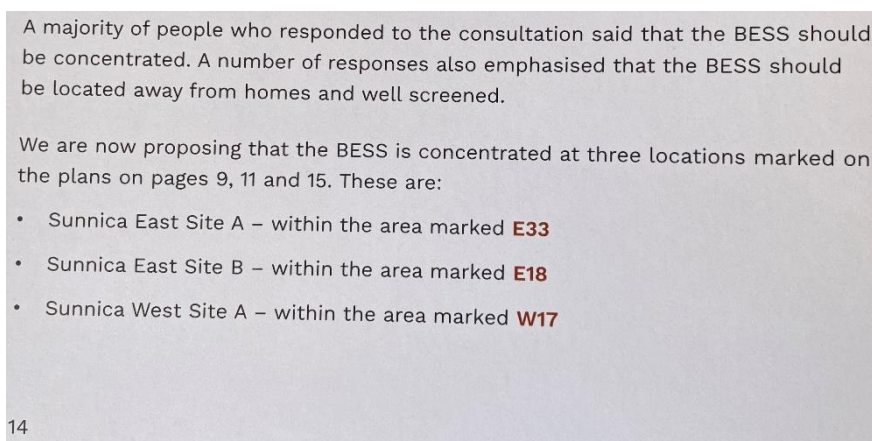 A majority of people who responded to the consultation said that the BESS should
be concentrated. A number of responses also emphasised that the BESS should
be located away from homes and well screened.
We are now proposing that the BESS is concentrated at three locations marked on
the plans on pages 9, 11 and 15. These are:
• Sunnica East Site A – within the area marked E33
• Sunnica East Site B – within the area marked E18
• Sunnica West Site A – within the area marked W17
14